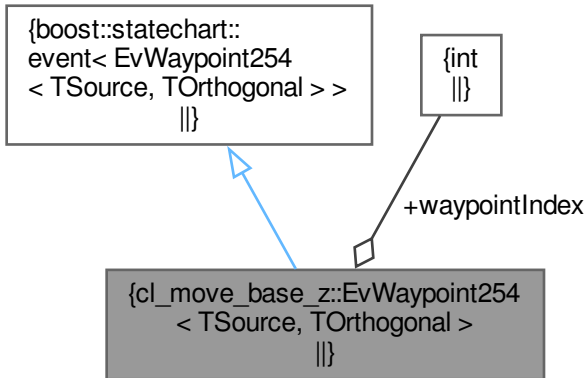 {boost::statechart::
event< EvWaypoint254
< TSource, TOrthogonal > >
||}
{int
||}
+waypointIndex
{cl_move_base_z::EvWaypoint254
< TSource, TOrthogonal >
||}